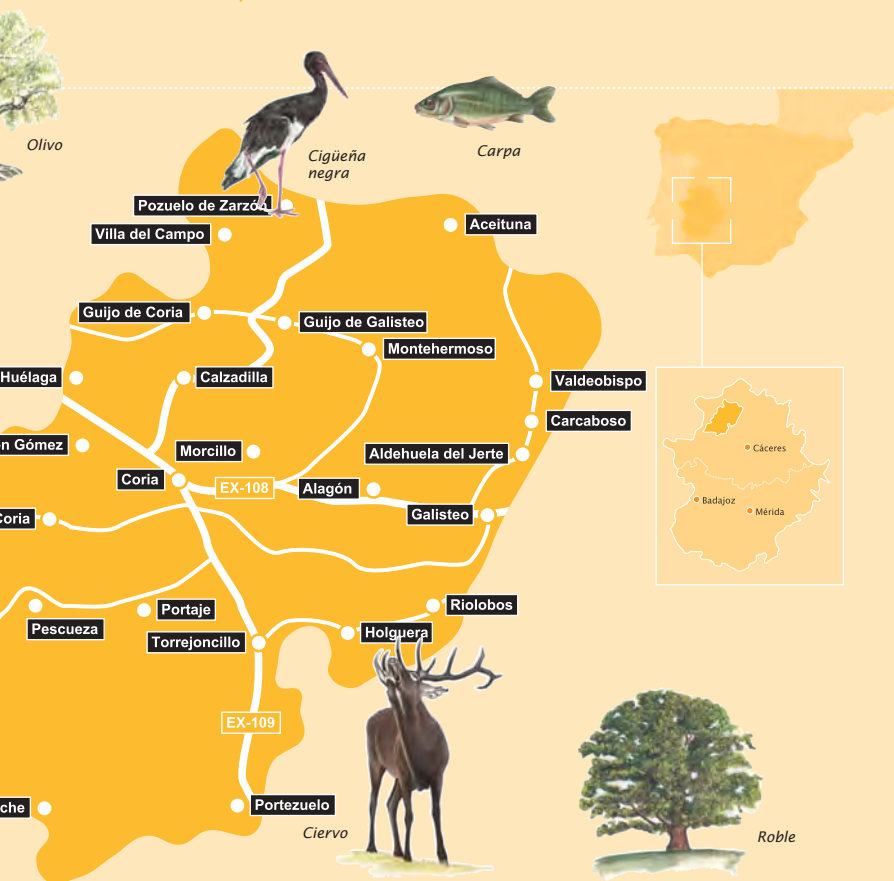 Olivo
Cigüeña
negra
Carpa
Pozuelo de Zarzón
Villa del Campo
Aceituna
Guijo de Coria
Guijo de Galisteo
Montehermoso
Huélaga
Calzadilla
Valdeobispo
Carcaboso
n Gómez
Morcillo
Aldehuela del Jerte
Cáceres
Coria
EX-108
Alagón
Badajoz
Mérida
Coria
Galisteo
Pescueza
Portaje
Riolobos
Torrejoncillo
Holguera
EX-109
che
Portezuelo
Ciervo
Roble